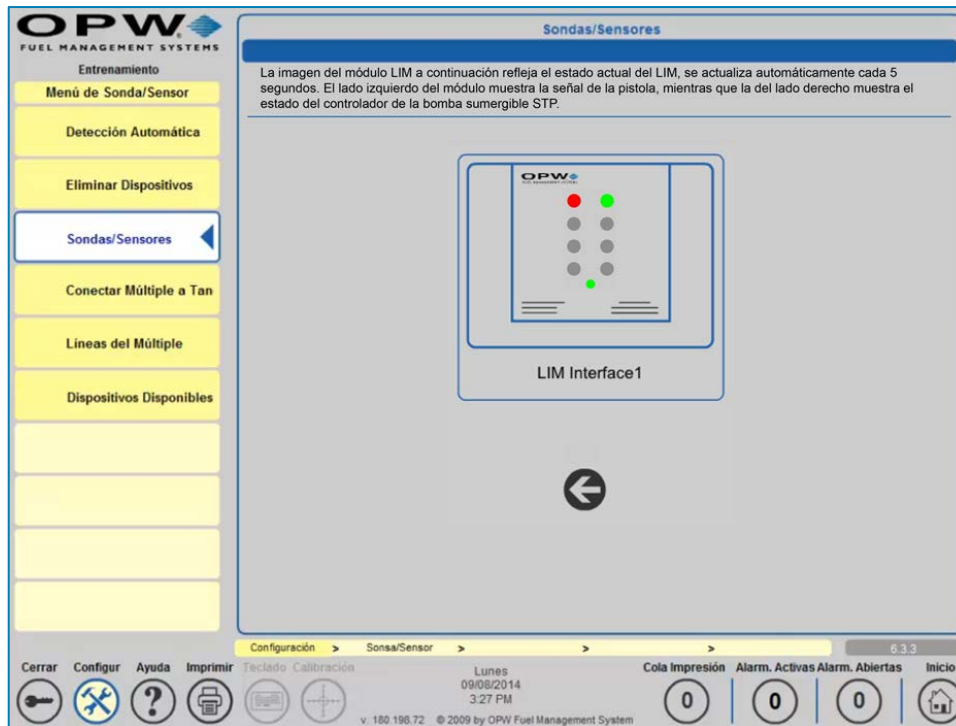 OPW
FUEL MANAGEMENT SYSTEMS
Entrenamiento
Menú de Sonda/Sensor
Detección Automática
Eliminar Dispositivos
Sondas/Sensores
Conectar Múltiple a Tan
Líneas del Múltiple
Dispositivos Disponibles
Sondas/Sensores
La imagen del módulo LIM a continuación refleja el estado actual del LIM, se actualiza automáticamente cada 5
segundos. El lado izquierdo del módulo muestra la señal de la pistola, mientras que la del lado derecho muestra el
estado del controlador de la bomba sumergible STP.
OPW
FUEL MANAGEMENT SYSTEMS
LIM Interface1
Configuración > Sonsa/Sensor > > > 6.3.3
Cerrar Configur Ayuda Imprimir Teclado Calibración
Lunes
09/08/2014
3:27 PM
v. 180.198.72 © 2009 by OPW Fuel Management System
Cola Impresión Alarm. Activas Alarm. Abiertas Inicio
0 0 0